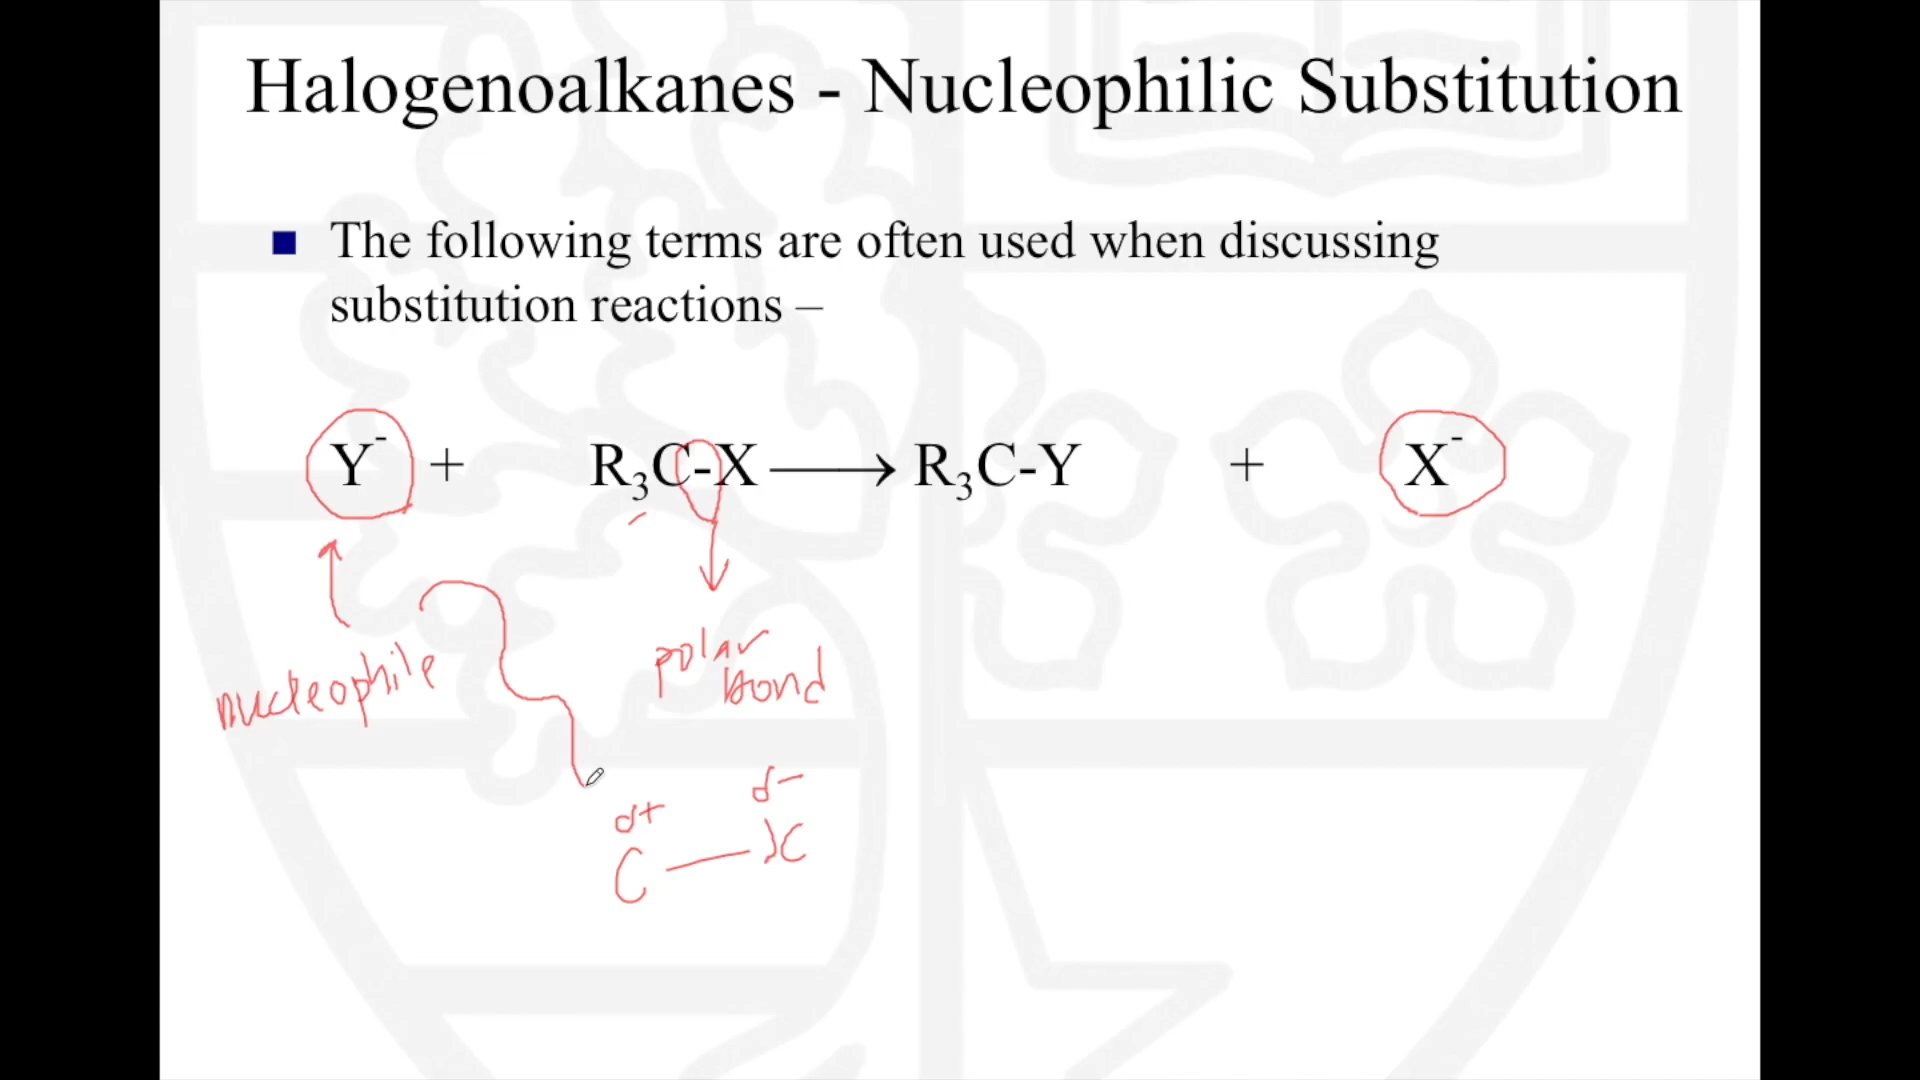 Halogenoalkanes - Nucleophilic Substitution
The following terms are often used when discussing
substitution reactions –
Y⁻ + R₃C-X ⟶ R₃C-Y + X⁻
nucleophile
polar
bond
δ+ δ-
C — X